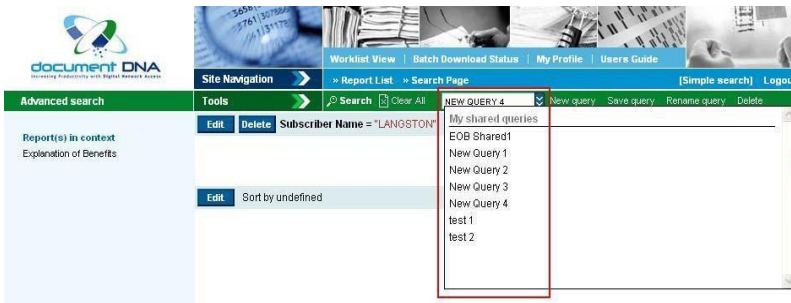 document DNA
Increasing Productivity with Digital Network Access
Worklist View | Batch Download Status | My Profile | Users Guide
Site Navigation » Report List » Search Page [Simple search] Logou
Advanced search Tools Search Clear All NEW QUERY 4 New query Save query Rename query Delete
Edit Delete Subscriber Name = "LANGSTON"
My shared queries
Report(s) in context
EOB Shared1
Explanation of Benefits
New Query 1
New Query 2
New Query 3
Edit Sort by undefined
New Query 4
test 1
test 2